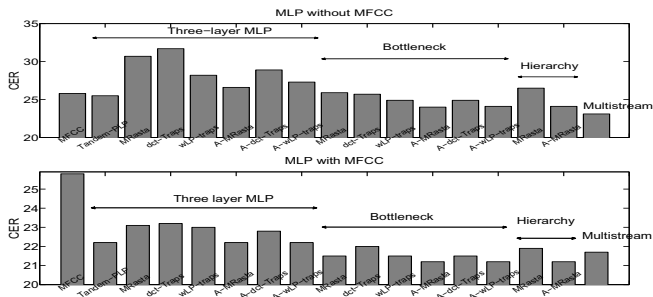 MLP without MFCC
Three-layer MLP
Bottleneck
Hierarchy
Multistream
CER
35
30
25
20
MFCC
Tandem-PLP
MRasta
dct-Traps
wLP-traps
A-MRasta
A-dct-Traps
A-wLP-traps
MRasta
dct-Traps
wLP-traps
A-MRasta
A-dct-Traps
A-wLP-traps
MRasta
A-MRasta
MLP with MFCC
Three layer MLP
Bottleneck
Hierarchy
Multistream
CER
25
24
23
22
21
20
MFCC
Tandem-PLP
MRasta
dct-Traps
wLP-traps
A-MRasta
A-dct-Traps
A-wLP-traps
MRasta
dct-Traps
wLP-traps
A-MRasta
A-dct-Traps
A-wLP-traps
MRasta
A-MRasta